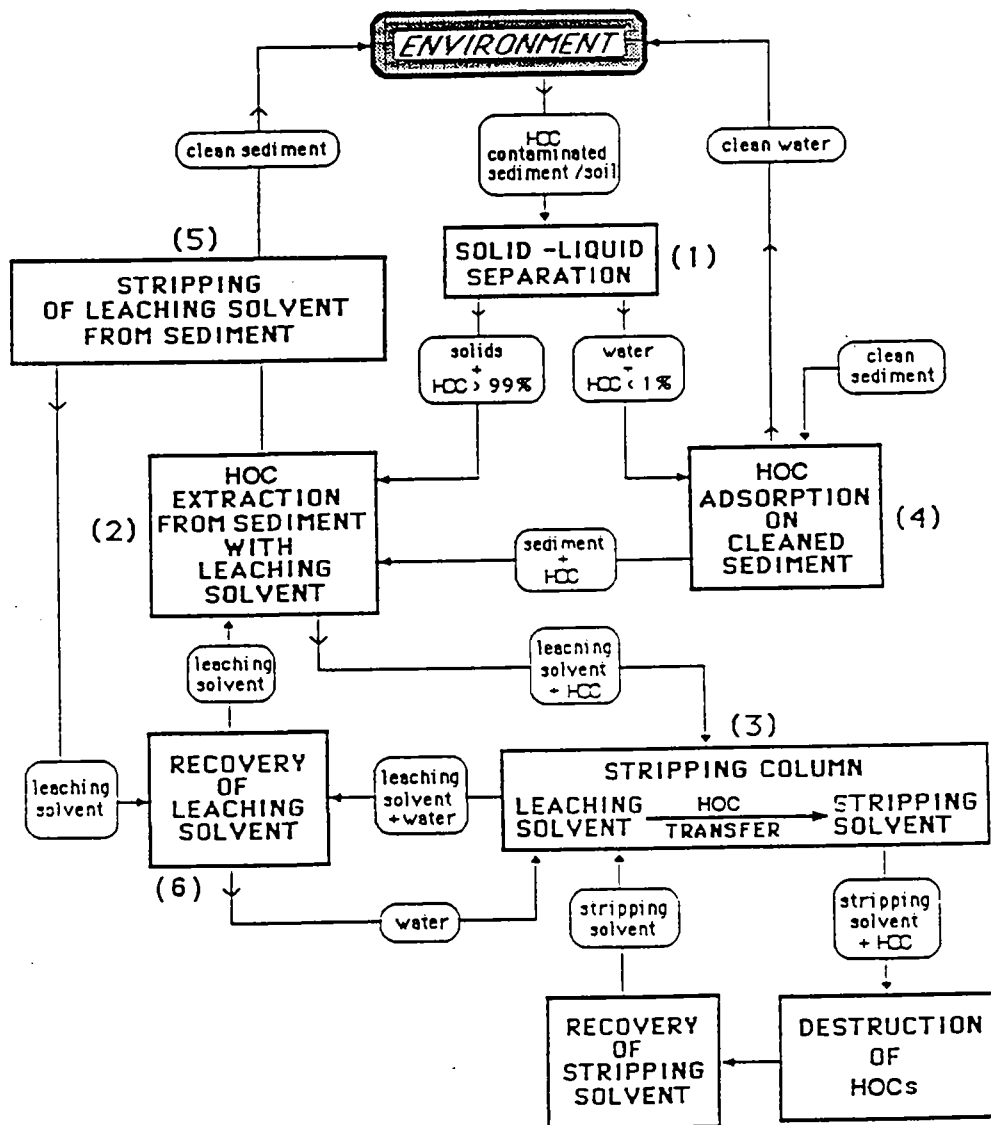 ENVIRONMENT
clean sediment
HOC
contaminated
sediment/soil
clean water
(5)
STRIPPING
OF LEACHING SOLVENT
FROM SEDIMENT
SOLID-LIQUID
SEPARATION
(1)
solids
+
HOC > 99%
water
HOC < 1%
clean
sediment
(2)
HOC
EXTRACTION
FROM SEDIMENT
WITH
LEACHING
SOLVENT
sediment
+
HOC
HOC
ADSORPTION
ON
CLEANED
SEDIMENT
(4)
leaching
solvent
leaching
solvent
+ HOC
(3)
leaching
solvent
RECOVERY
OF
LEACHING
SOLVENT
(6)
leaching
solvent
+water
STRIPPING COLUMN
LEACHING
SOLVENT
HOC
TRANSFER
STRIPPING
SOLVENT
water
stripping
solvent
stripping
solvent
+ HOC
RECOVERY
OF
STRIPPING
SOLVENT
DESTRUCTION
OF
HOCs